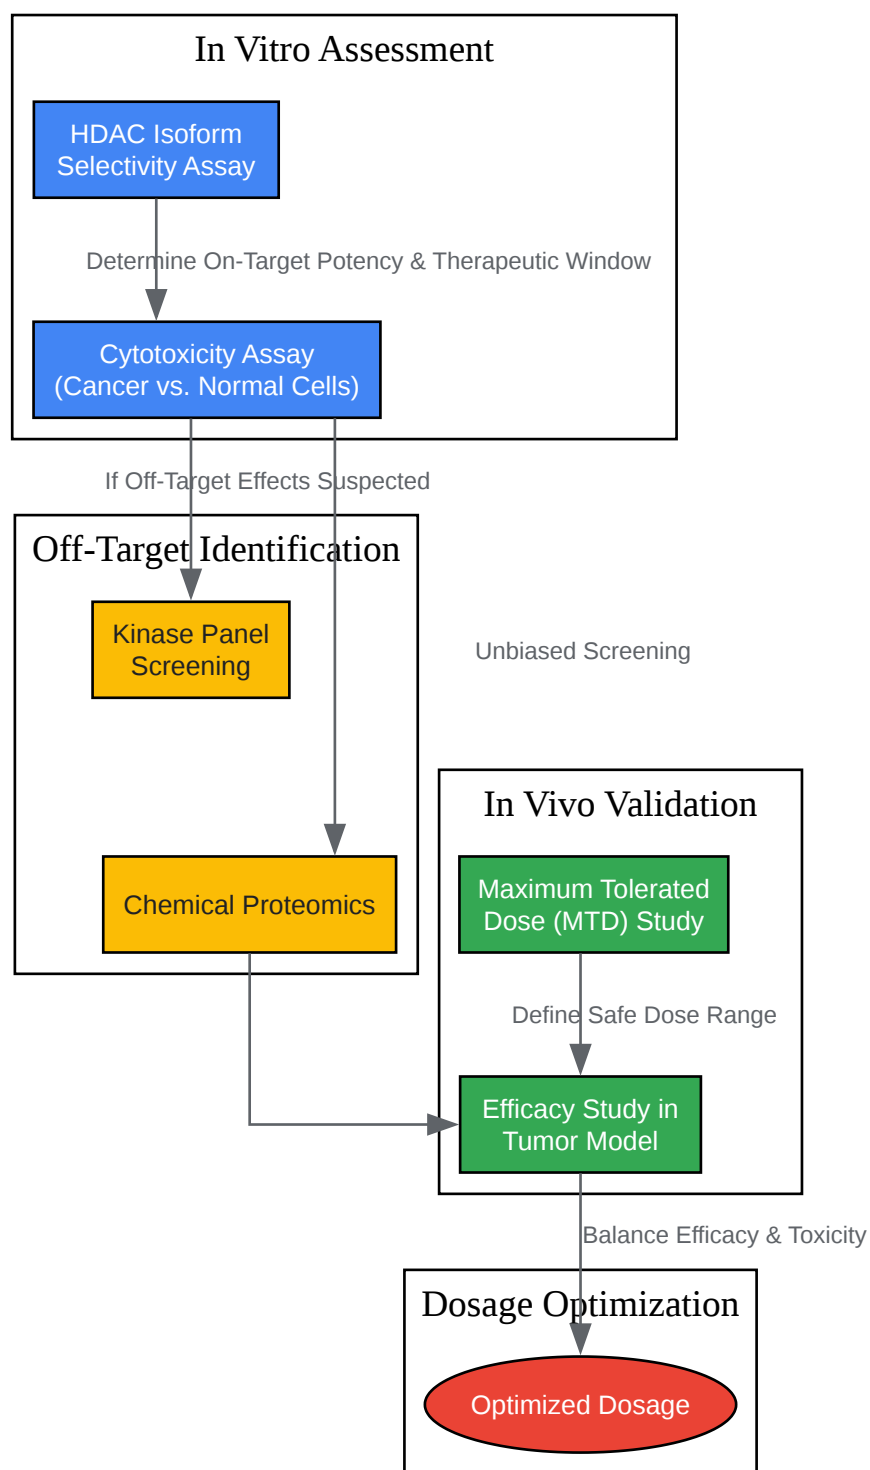 In Vitro Assessment
HDAC Isoform
Selectivity Assay
Determine On-Target Potency & Therapeutic Window
Cytotoxicity Assay
(Cancer vs. Normal Cells)
If Off-Target Effects Suspected
Off-Target Identification
Kinase Panel
Screening
Unbiased Screening
In Vivo Validation
Chemical Proteomics
Maximum Tolerated
Dose (MTD) Study
Define Safe Dose Range
Efficacy Study in
Tumor Model
Balance Efficacy & Toxicity
Dosage Optimization
Optimized Dosage